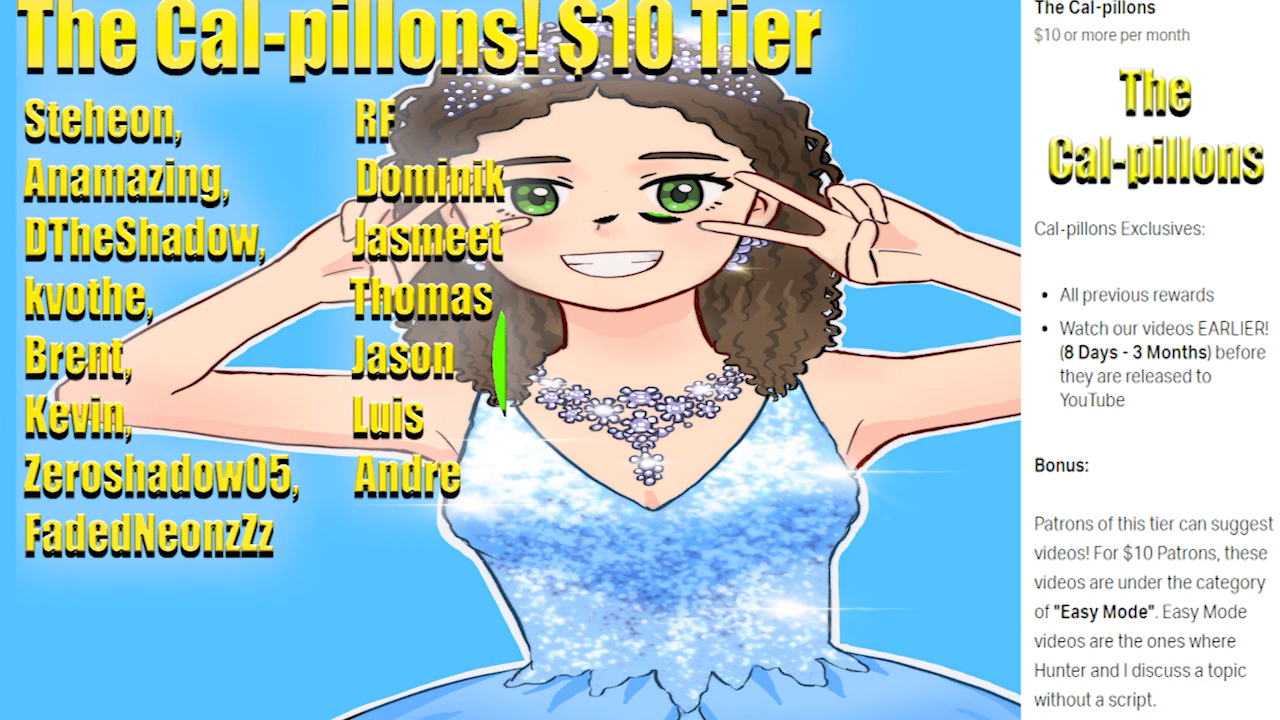 The Cal-pillons! $10 Tier
Steheon,
Anamazing,
DTheShadow,
kvothe,
Brent,
Kevin,
Zeroshadow05,
FadedNeonzZz
Dominik
Jasmeet
Thomas
Jason
Luis
Andre
The Cal-pillons
$10 or more per month
The
Cal-pillons
Cal-pillons Exclusives:
• All previous rewards
• Watch our videos EARLIER!
(8 Days - 3 Months) before
they are released to
YouTube
Bonus:
Patrons of this tier can suggest
videos! For $10 Patrons, these
videos are under the category
of "Easy Mode". Easy Mode
videos are the ones where
Hunter and I discuss a topic
without a script.